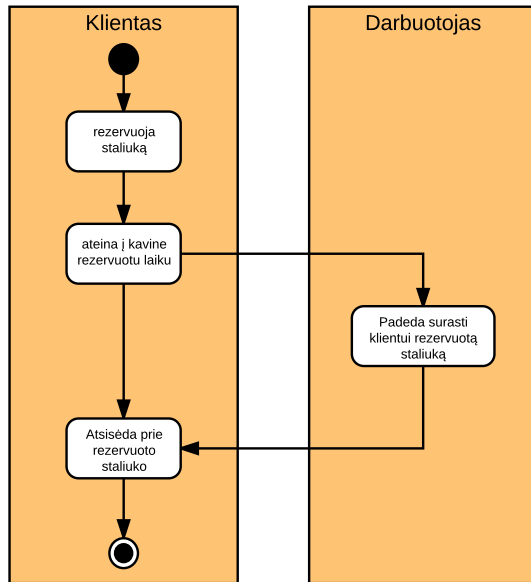 Klientas
Darbuotojas
rezervuoja
staliuką
ateina į kavine
rezervuotu laiku
Padeda surasti
klientui rezervuotą
staliuką
Atsisėda prie
rezervuoto
staliuko